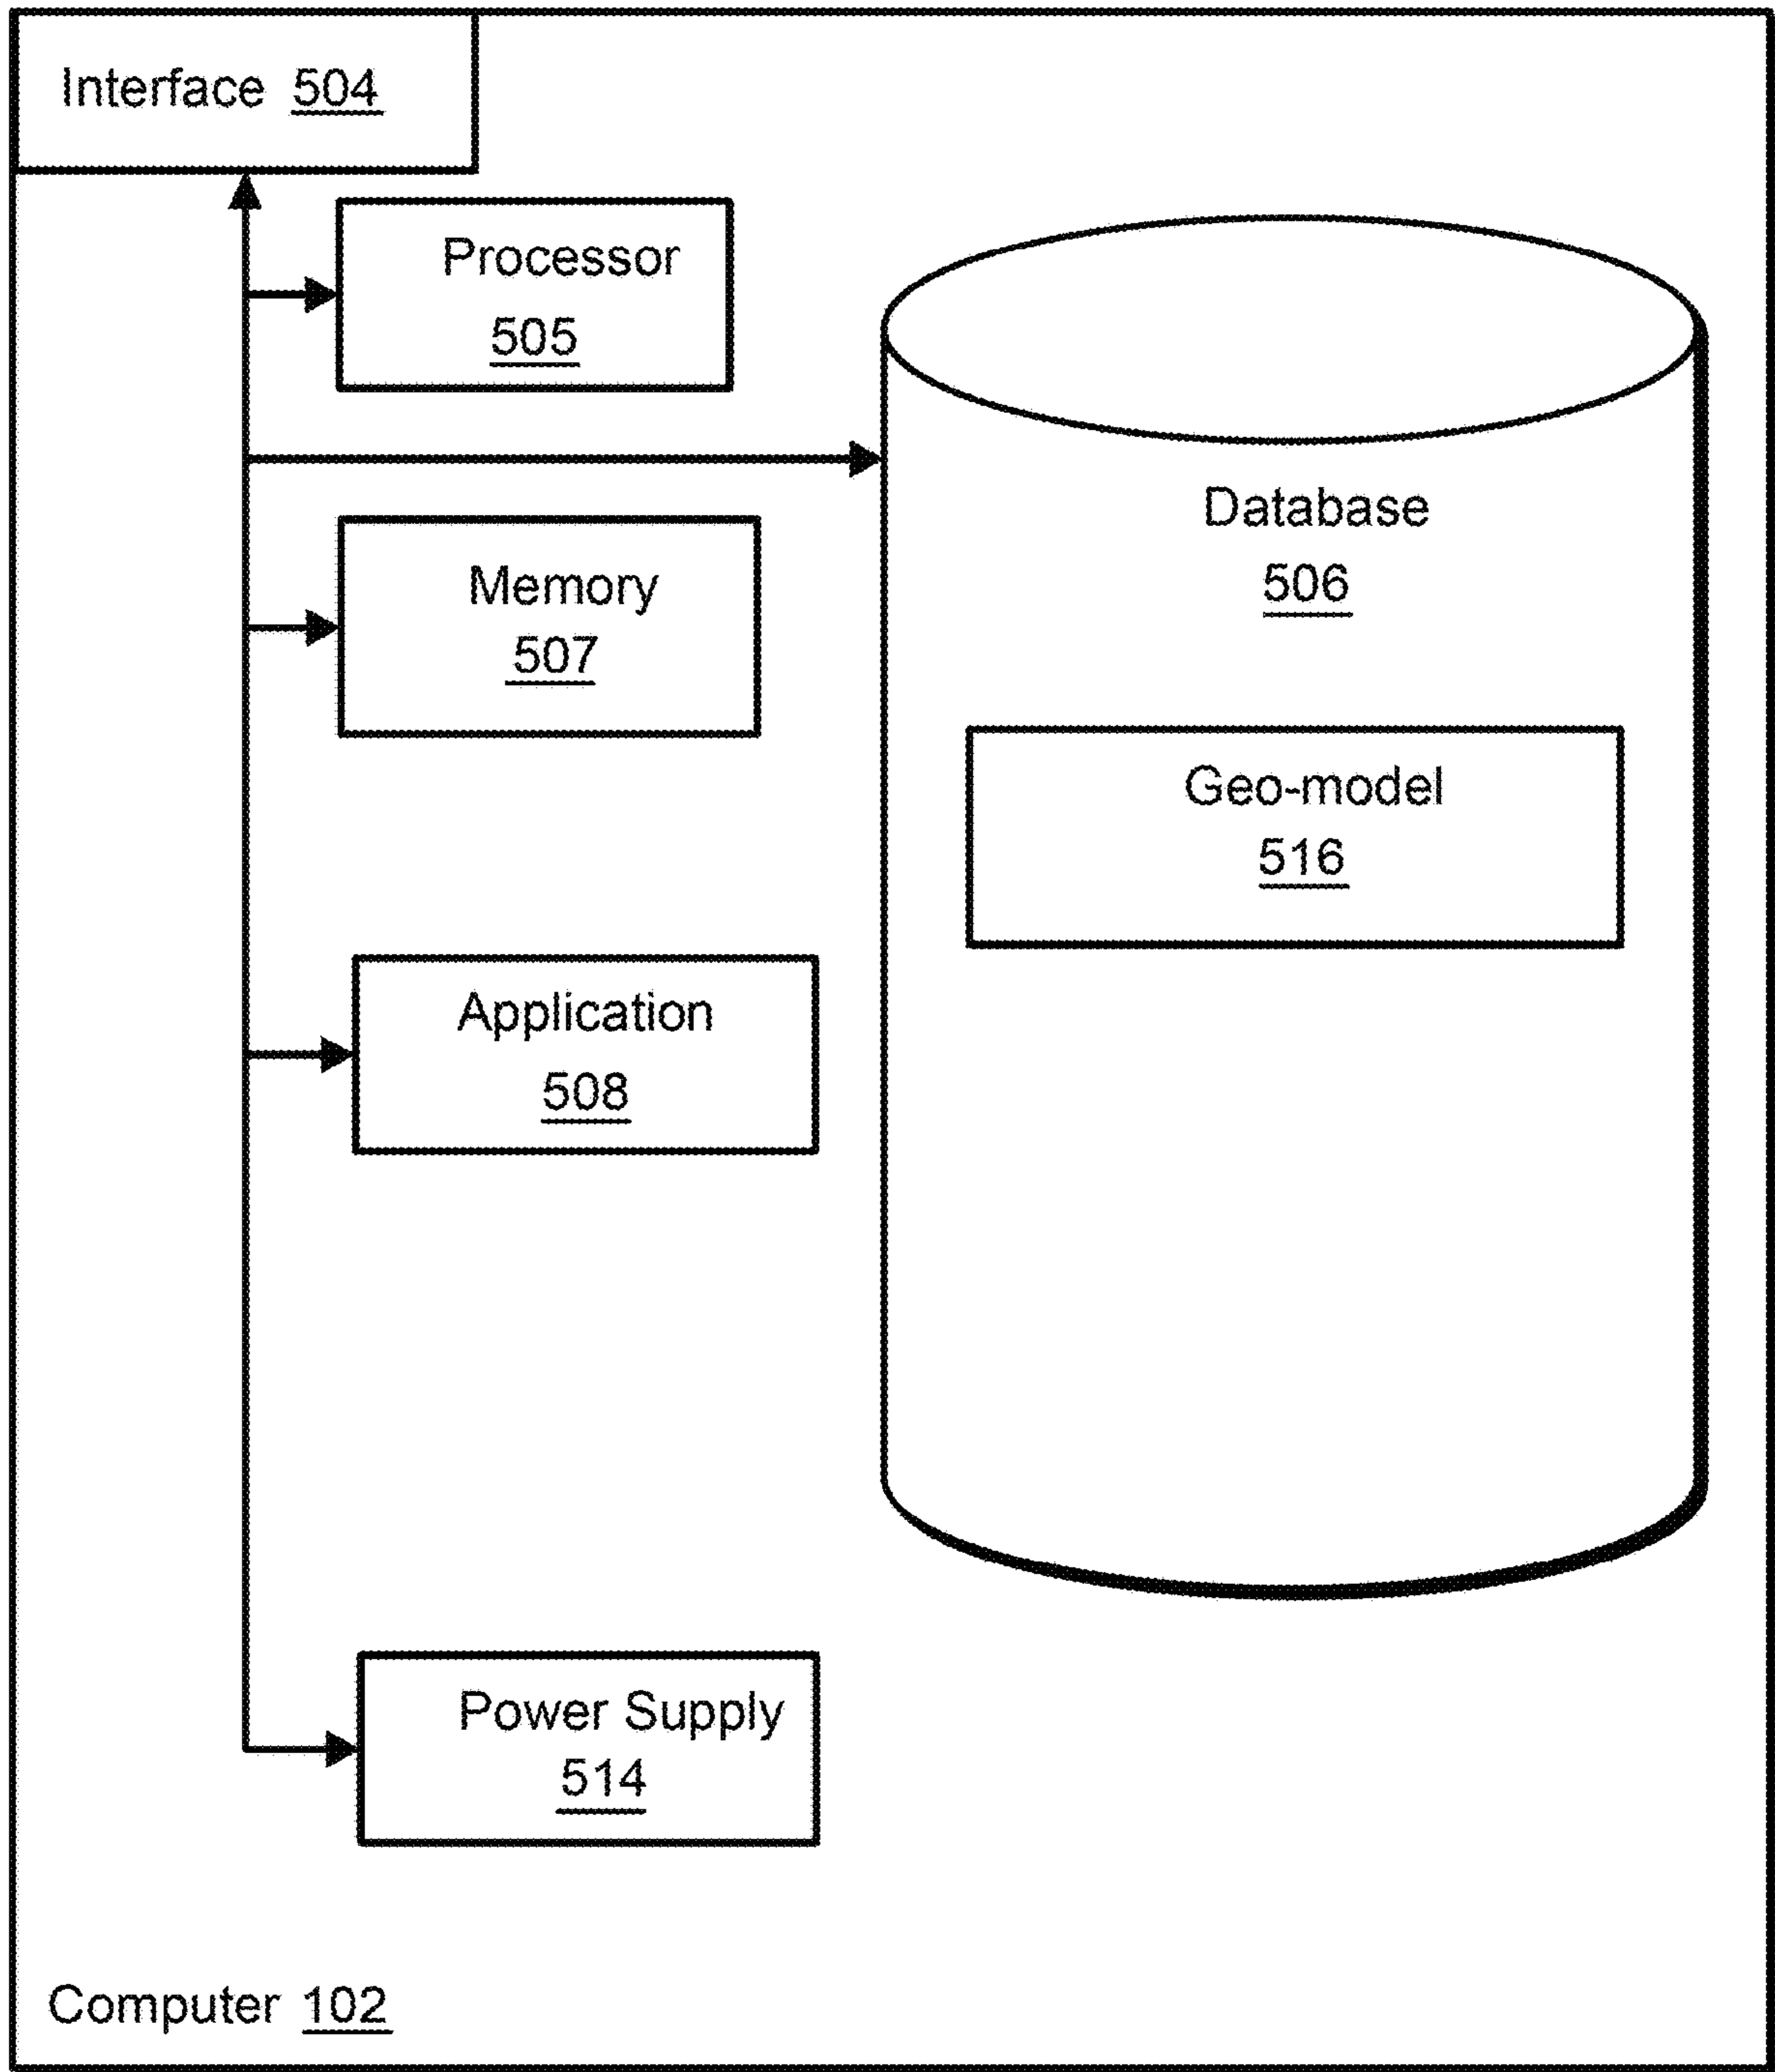 Interface 504
Processor
505
Database
506
Memory
507
Geo-model
516
Application
508
Power Supply
514
Computer 102